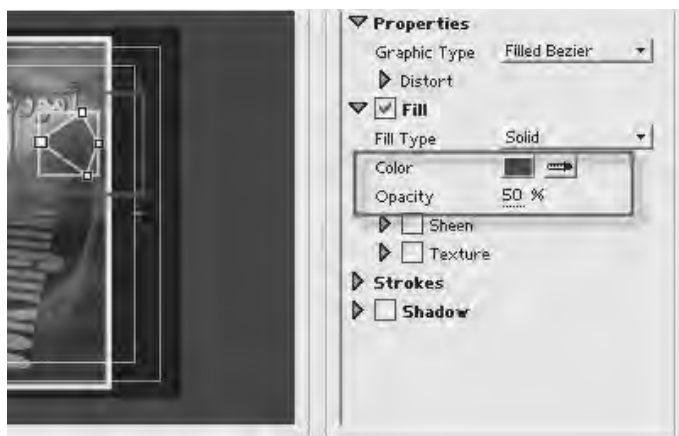 Properties
Graphic Type Filled Bezier
Distort
Fill
Fill Type Solid
Color
Opacity 50 %
Sheen
Texture
Strokes
Shadow